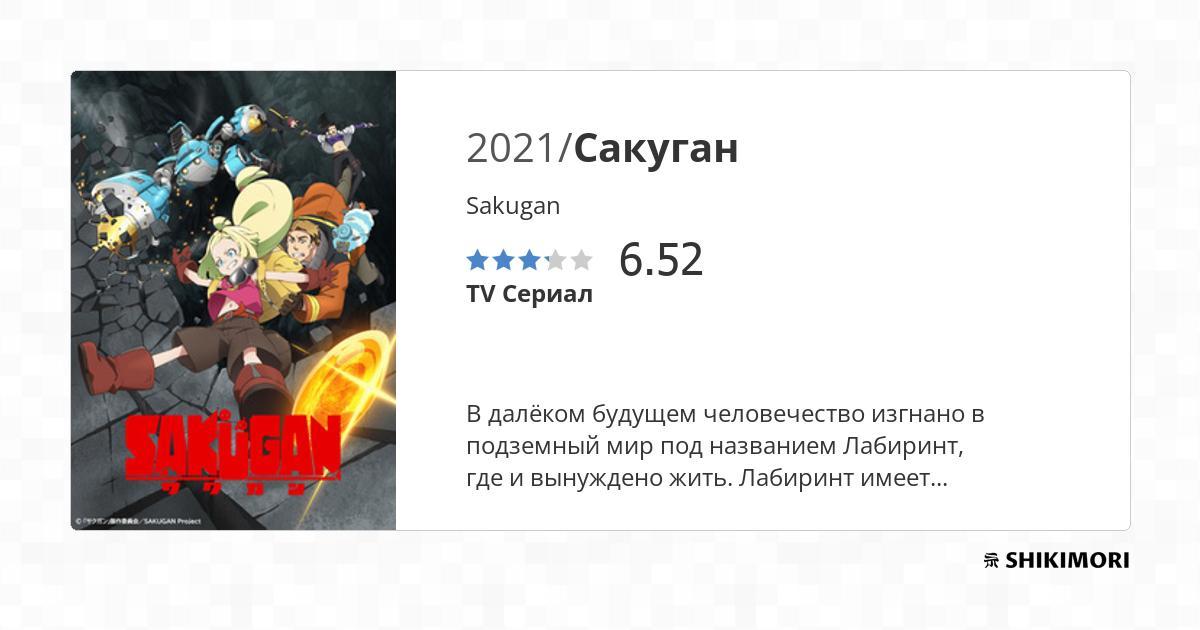 SAKUGAN
サクガン
©「サクガン」製作委員会／SAKUGAN Project
2021/Сакуган
Sakugan
6.52
TV Сериал
В далёком будущем человечество изгнано в
подземный мир под названием Лабиринт,
где и вынуждено жить. Лабиринт имеет...
SHIKIMORI